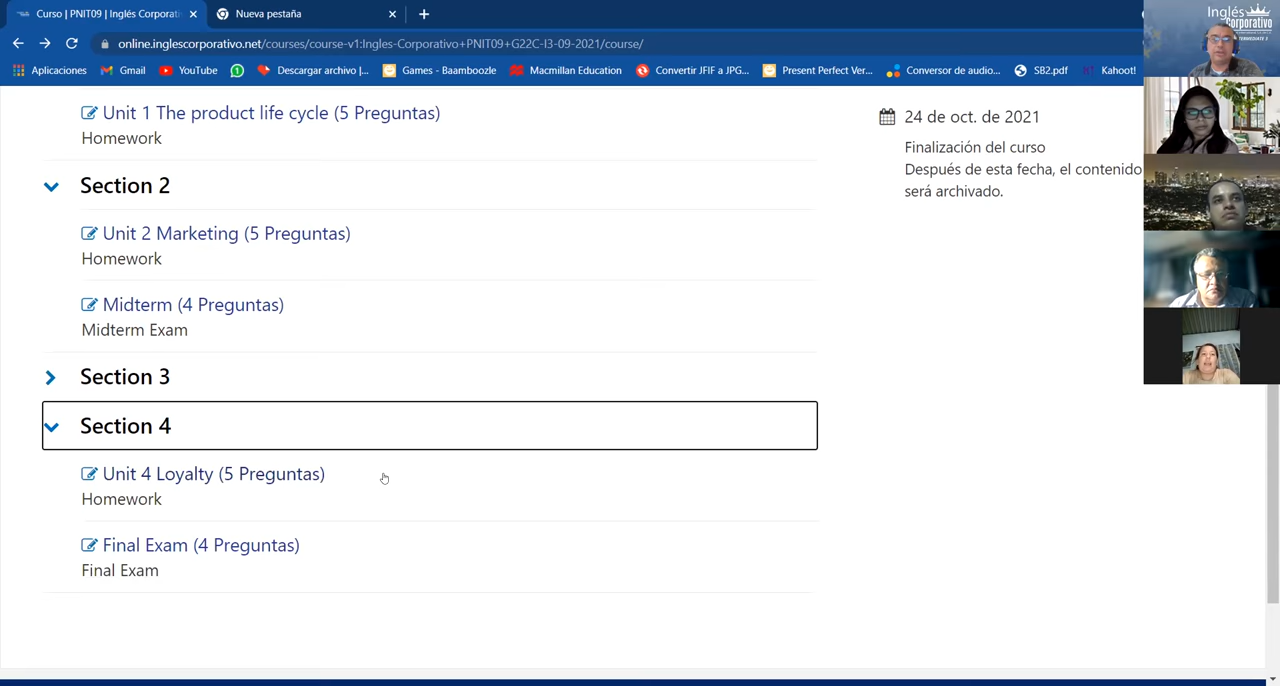 Curso | PNIT09 | Inglés Corporati
Nueva pestaña
online.inglescorporativo.net/courses/course-v1:Ingles-Corporativo+PNIT09+G22C-I3-09-2021/course/
Aplicaciones
Gmail
YouTube
Descargar archivo |...
Games - Baamboozle
Macmillan Education
Convertir JFIF a JPG...
Present Perfect Ver...
Conversor de audio...
SB2.pdf
Kahoot!
Inglés
Corporativo
Unit 1 The product life cycle (5 Preguntas)
Homework
Section 2
Unit 2 Marketing (5 Preguntas)
Homework
Midterm (4 Preguntas)
Midterm Exam
Section 3
Section 4
Unit 4 Loyalty (5 Preguntas)
Homework
Final Exam (4 Preguntas)
Final Exam
24 de oct. de 2021
Finalización del curso
Después de esta fecha, el contenido
será archivado.